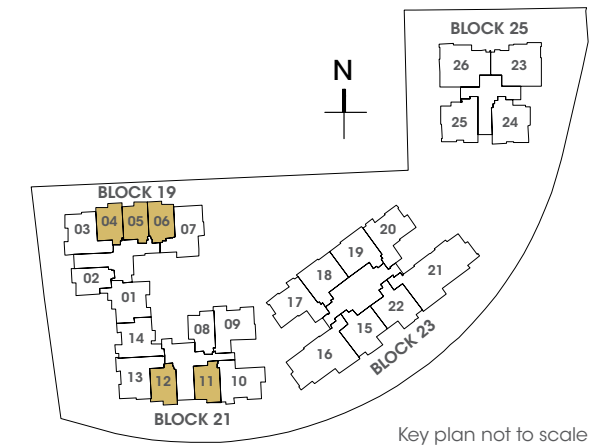 BLOCK 25
26 23
25 24
N
BLOCK 19
03 04 05 06 07
02
01
14
13 12 11 10
08 09
BLOCK 21
20
19
18
17
21
22
15
16
BLOCK 23
Key plan not to scale